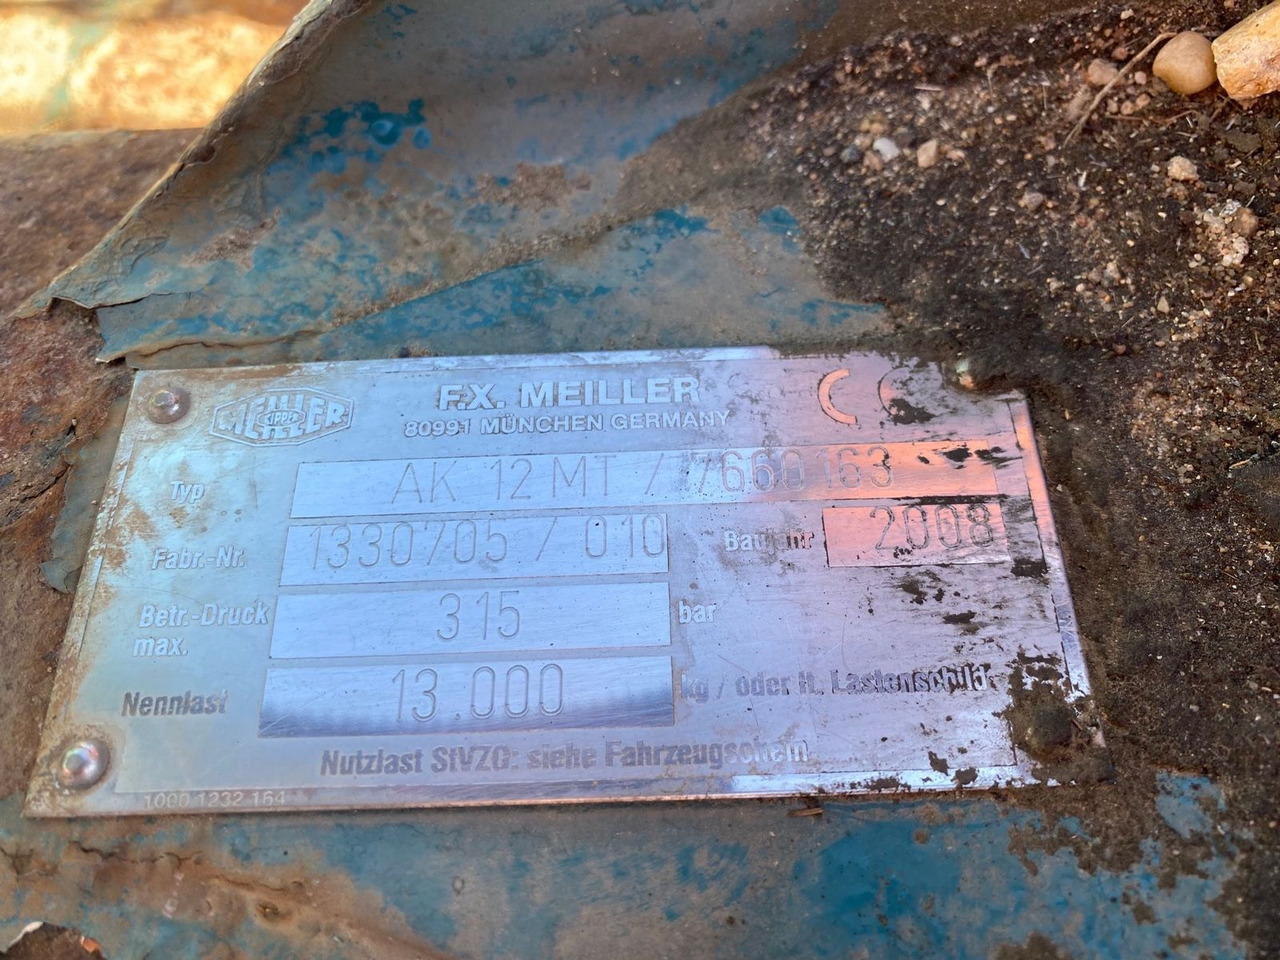 MEILLER
KIPPER
F.X. MEILLER
80991 MÜNCHEN GERMANY
CE
Typ AK 12 MT / 7660163
Fabr.-Nr. 1330705 / 010 Baujahr 2008
Betr.-Druck max. 315 bar
Nennlast 13.000 kg / oder lt. Lastenschild
Nutzlast StVZO: siehe Fahrzeugschein
1000 1232 164